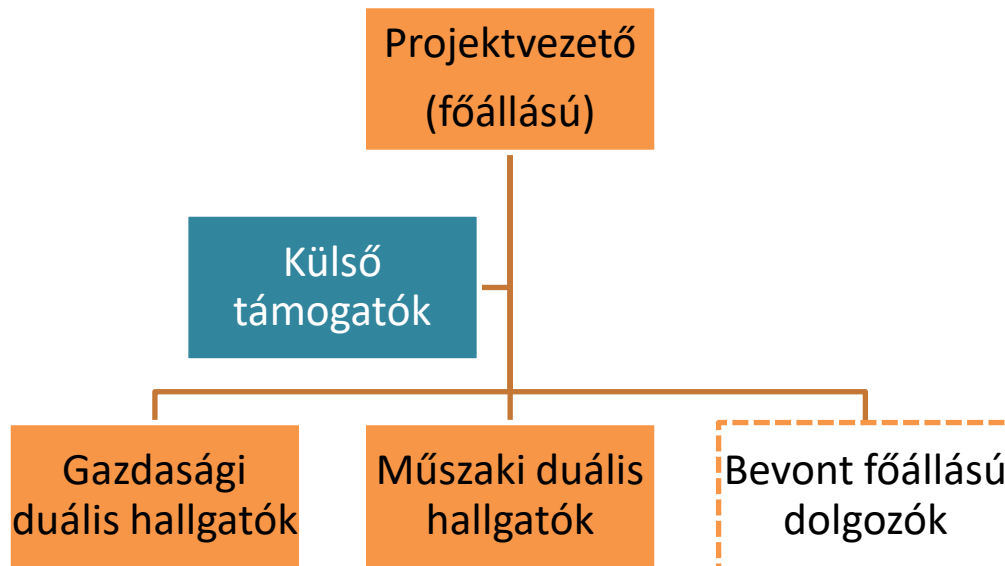 Projektvezető
(főállású)
Külső
támogatók
Gazdasági
duális hallgatók
Műszaki duális
hallgatók
Bevont főállású
dolgozók